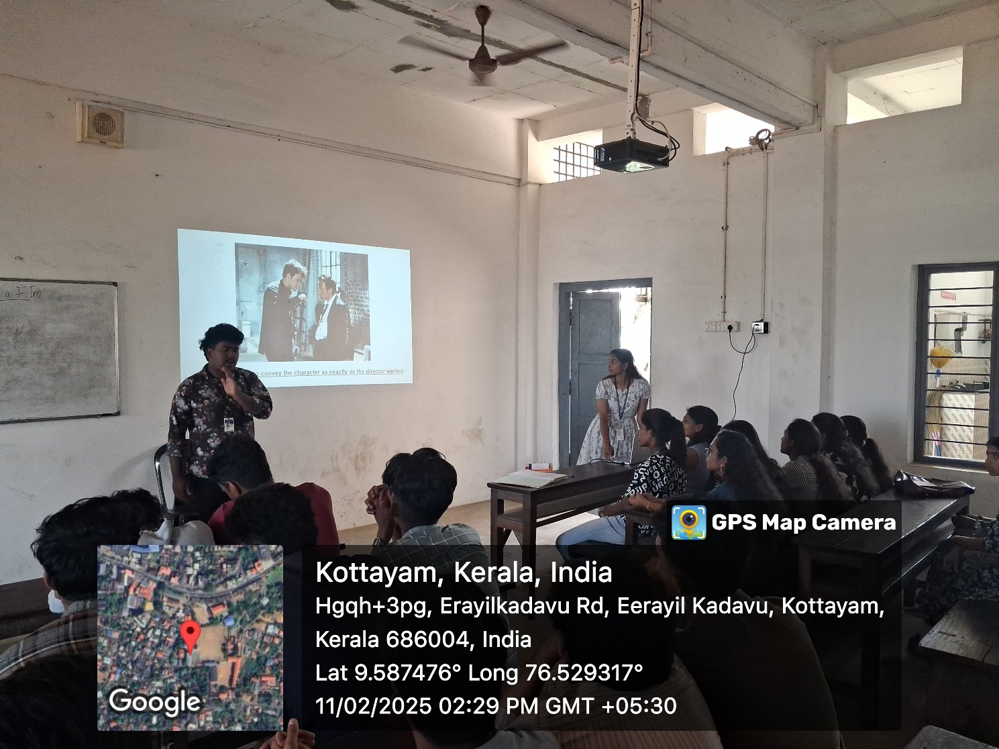 a Film
convey the character as exactly as the director wanted
GPS Map Camera
Kottayam, Kerala, India
Hgqh+3pg, Erayilkadavu Rd, Eerayil Kadavu, Kottayam,
Kerala 686004, India
Lat 9.587476° Long 76.529317°
11/02/2025 02:29 PM GMT +05:30
Google